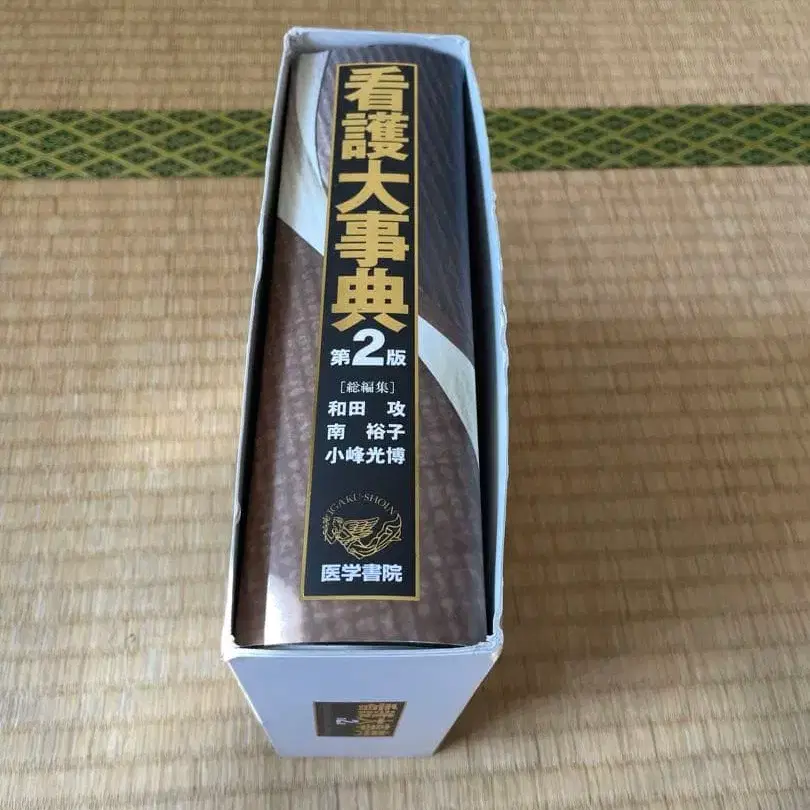 看護大事典
第2版
[総編集]
和田 攻
南 裕子
小峰光博
IGAKU-SHOIN
医学書院